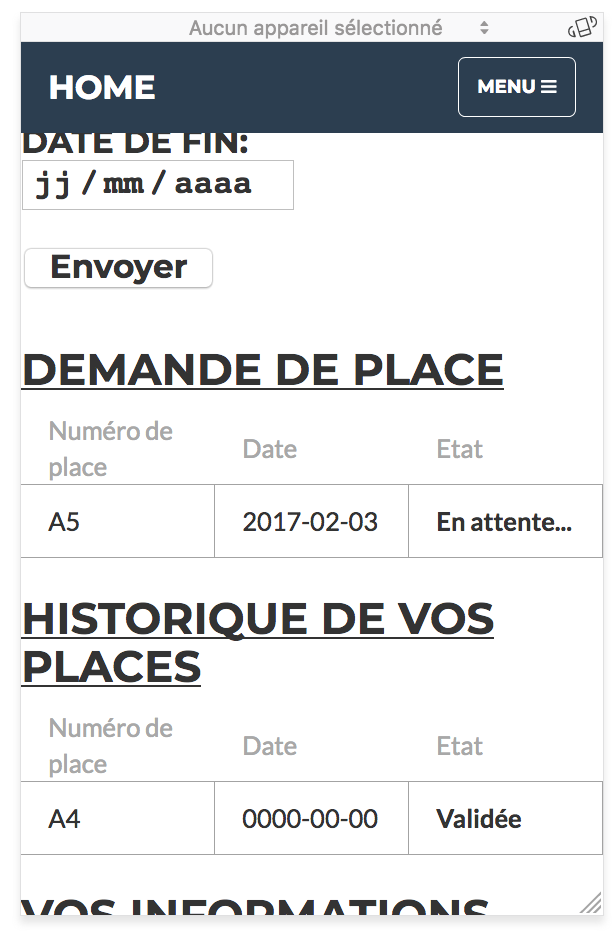 Aucun appareil sélectionné
HOME
MENU
DATE DE FIN:
jj / mm / aaaa
Envoyer
DEMANDE DE PLACE
Numéro de
place
Date
Etat
A5
2017-02-03
En attente...
HISTORIQUE DE VOS
PLACES
Numéro de
place
Date
Etat
A4
0000-00-00
Validée
VOS INFORMATIONS